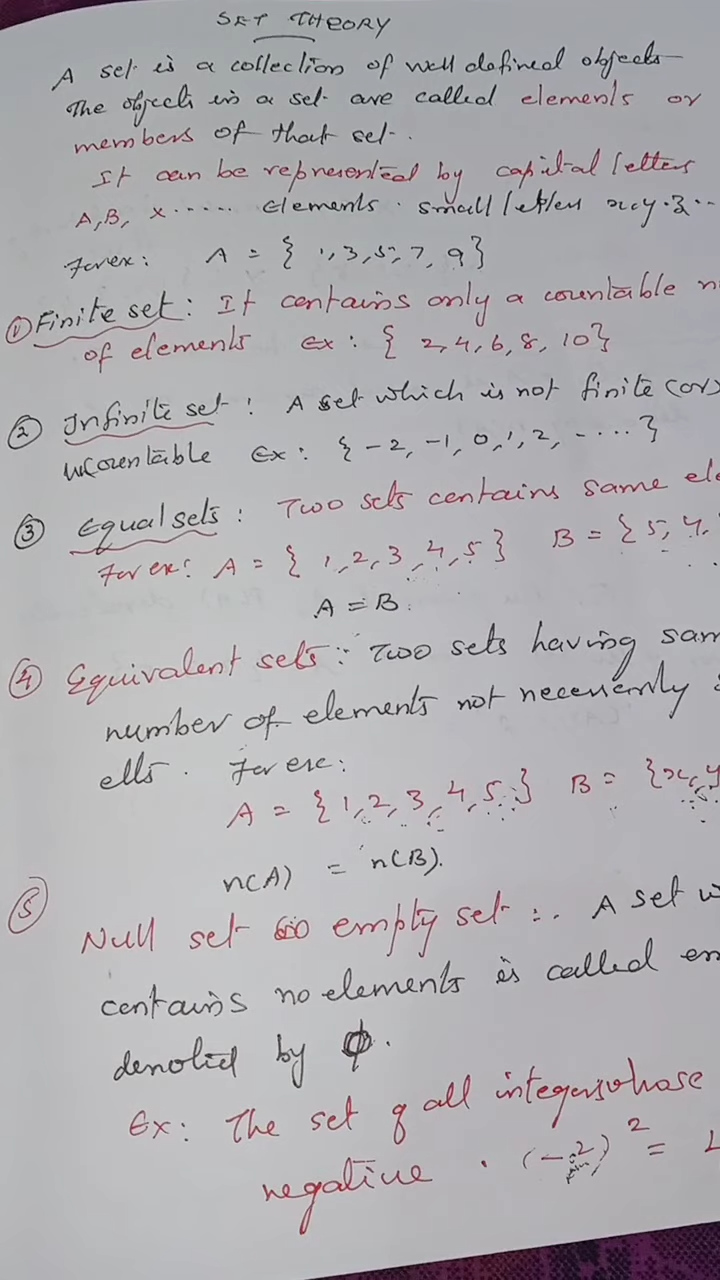 SET THEORY
A set is a collection of well defined objects
The objects in a set are called elements or
members of that set.
It can be represented by capital letters
A, B, X ..... Elements. small letters x, y, z ..
For ex: A = { 1, 3, 5, 7, 9 }
① Finite set : It contains only a countable n
of elements Ex : { 2, 4, 6, 8, 10 }
② Infinite set : A set which is not finite (or)
uncountable Ex : { -2, -1, 0, 1, 2, - .... }
③ Equal sets : Two sets contains same ele
For ex: A = { 1, 2, 3, 4, 5 } B = { 5, 4,
A = B.
④ Equivalent sets : Two sets having sam
number of elements not necessarily
ells. For ex:
A = { 1, 2, 3, 4, 5 } B = { x, y
n(A) = n(B).
⑤ Null set empty set : A set w
contains no elements is called em
denoted by φ.
Ex: The set of all integers whose
negative . (-2)² =